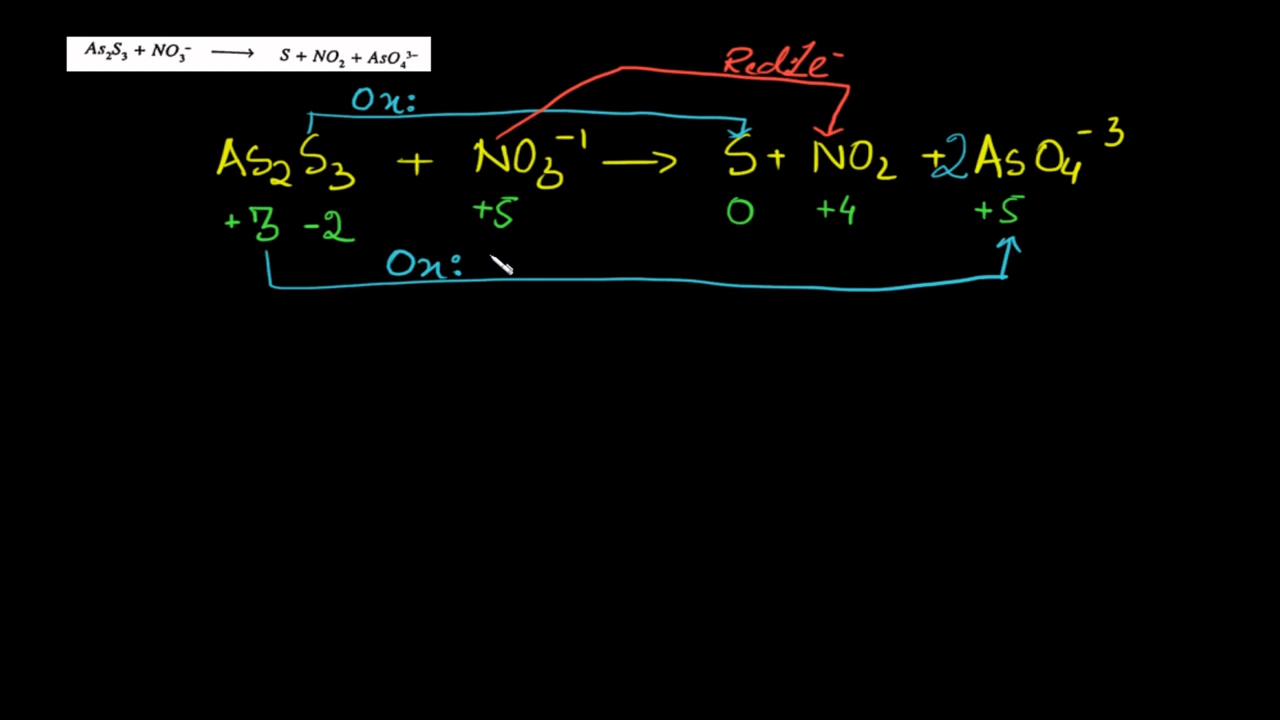 As₂S₃ + NO₃⁻ ⟶ S + NO₂ + AsO₄³⁻
Red:1e⁻
Ox:
As₂S₃ + NO₃⁻¹ ⟶ S + NO₂ + 2AsO₄⁻³
+3 -2 +5 0 +4 +5
Ox: